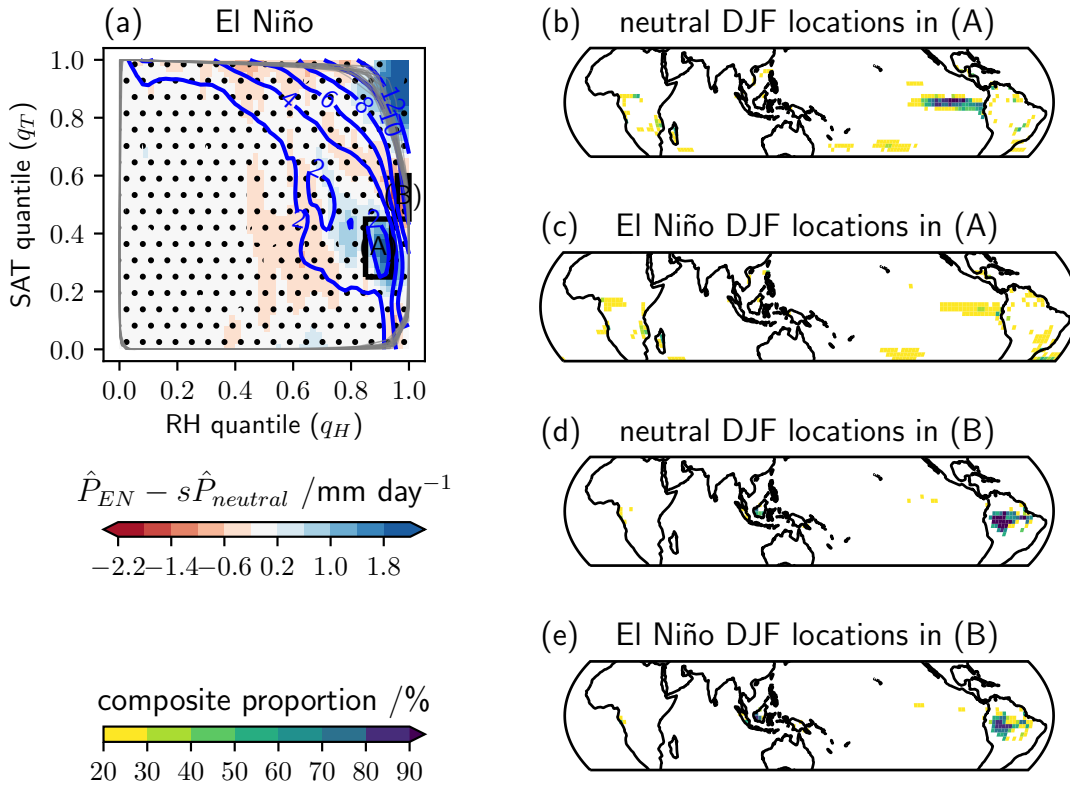 (a) El Niño
SAT quantile (q_T)
1.0
0.8
0.6
0.4
0.2
0.0
0.0 0.2 0.4 0.6 0.8 1.0
RH quantile (q_H)
4 6 8 12 10
2
2
2
A
(B)
P̂_EN − sP̂_neutral /mm day⁻¹
−2.2 −1.4 −0.6 0.2 1.0 1.8
composite proportion /%
20 30 40 50 60 70 80 90
(b) neutral DJF locations in (A)
(c) El Niño DJF locations in (A)
(d) neutral DJF locations in (B)
(e) El Niño DJF locations in (B)